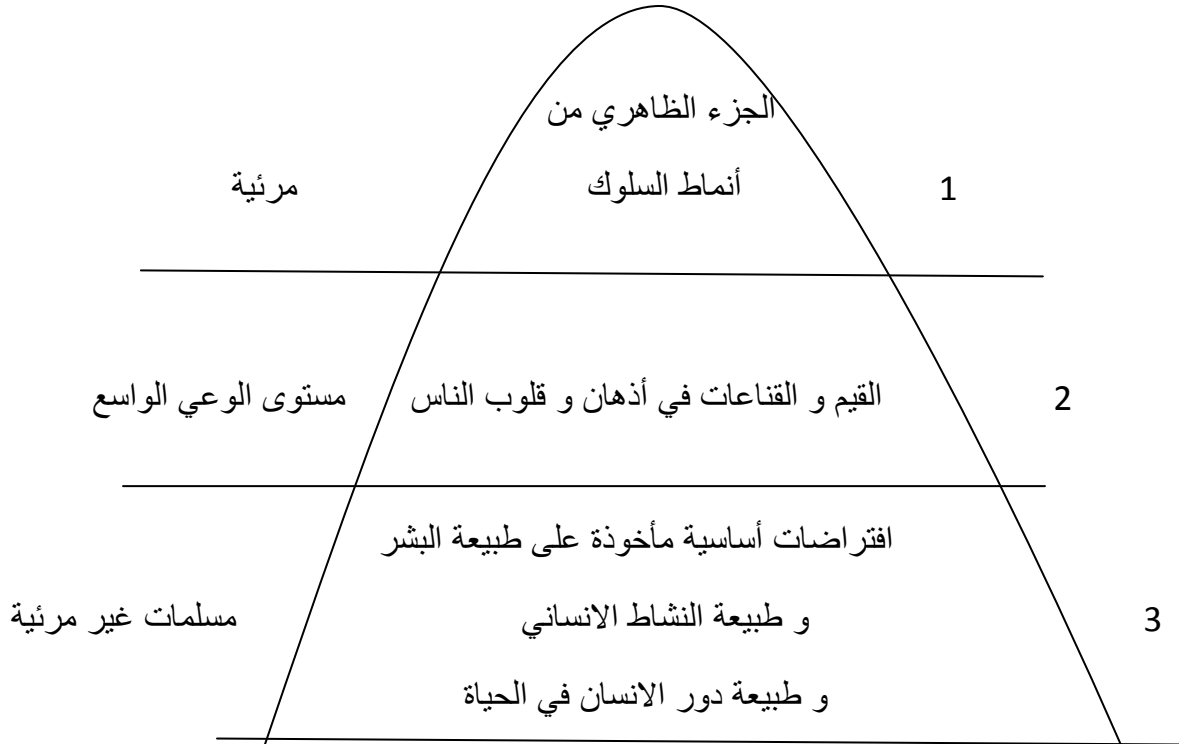 الجزء الظاهري من
مرئية
أنماط السلوك
1
القيم و القناعات في أذهان و قلوب الناس
مستوى الوعي الواسع
2
افتراضات أساسية مأخوذة على طبيعة البشر
و طبيعة النشاط الانساني
مسلمات غير مرئية
3
و طبيعة دور الانسان في الحياة